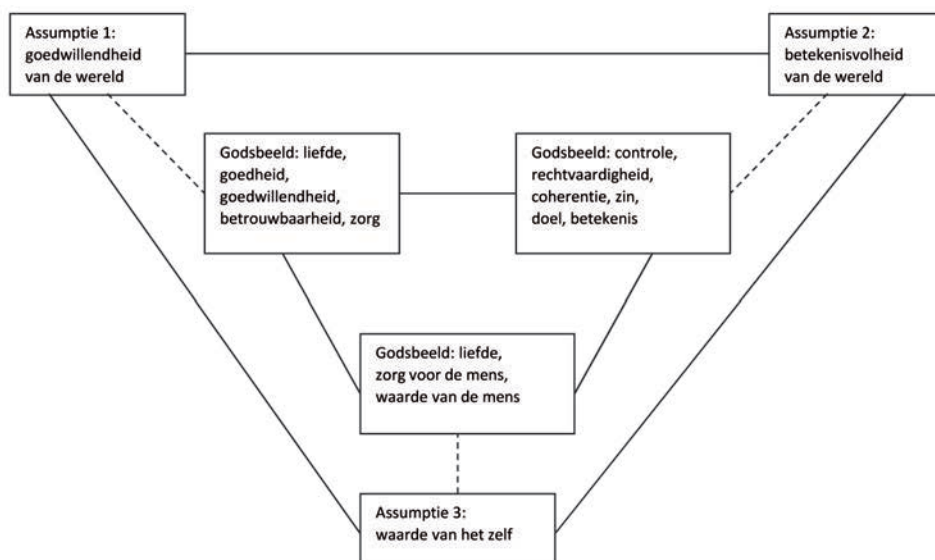 Assumptie 1:
goedwillendheid
van de wereld
Assumptie 2:
betekenisvolheid
van de wereld
Godsbeeld: liefde,
goedheid,
goedwillendheid,
betrouwbaarheid, zorg
Godsbeeld: controle,
rechtvaardigheid,
coherentie, zin,
doel, betekenis
Godsbeeld: liefde,
zorg voor de mens,
waarde van de mens
Assumptie 3:
waarde van het zelf